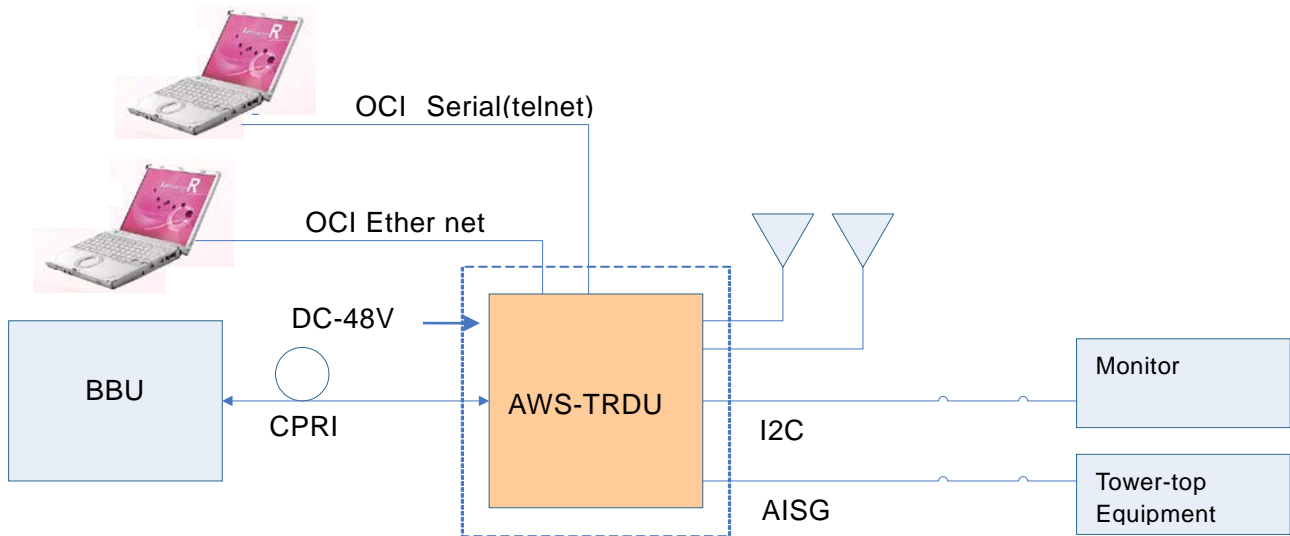 R
OCI Serial(telnet)
R
OCI Ether net
DC-48V
BBU
CPRI
AWS-TRDU
Monitor
I2C
Tower-top
Equipment
AISG